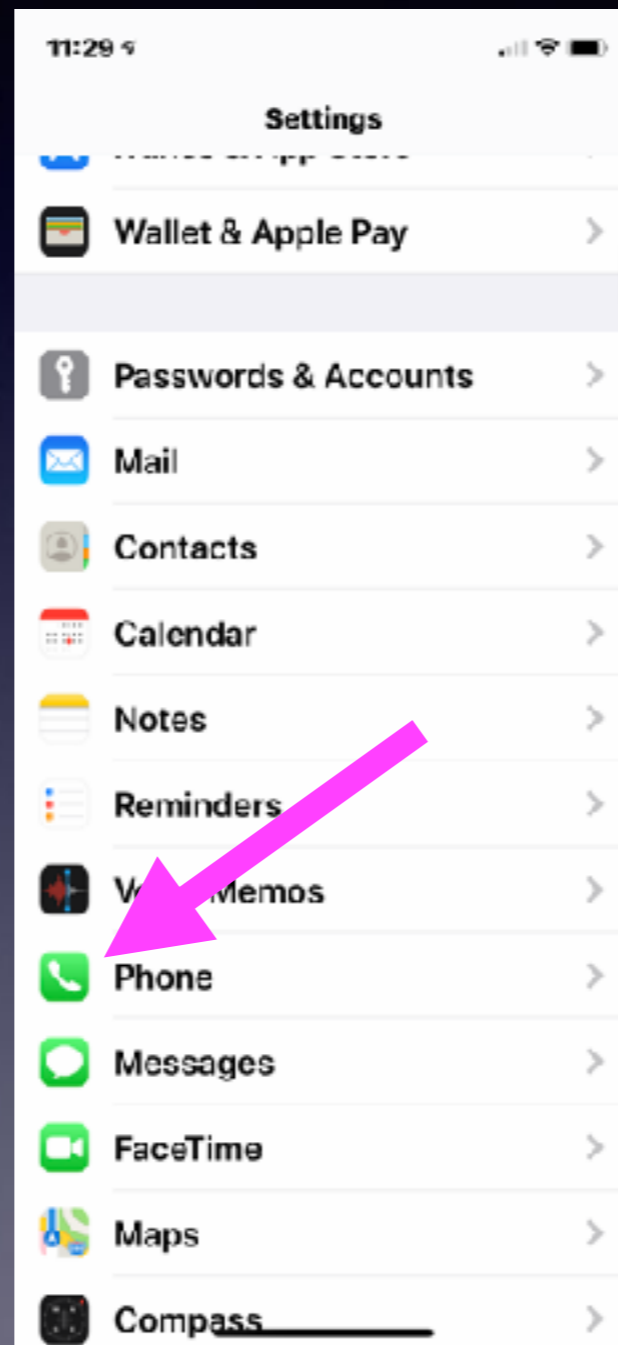 11:29
Settings
Wallet & Apple Pay
Passwords & Accounts
Mail
Contacts
Calendar
Notes
Reminders
Memos
Phone
Messages
FaceTime
Maps
Compass